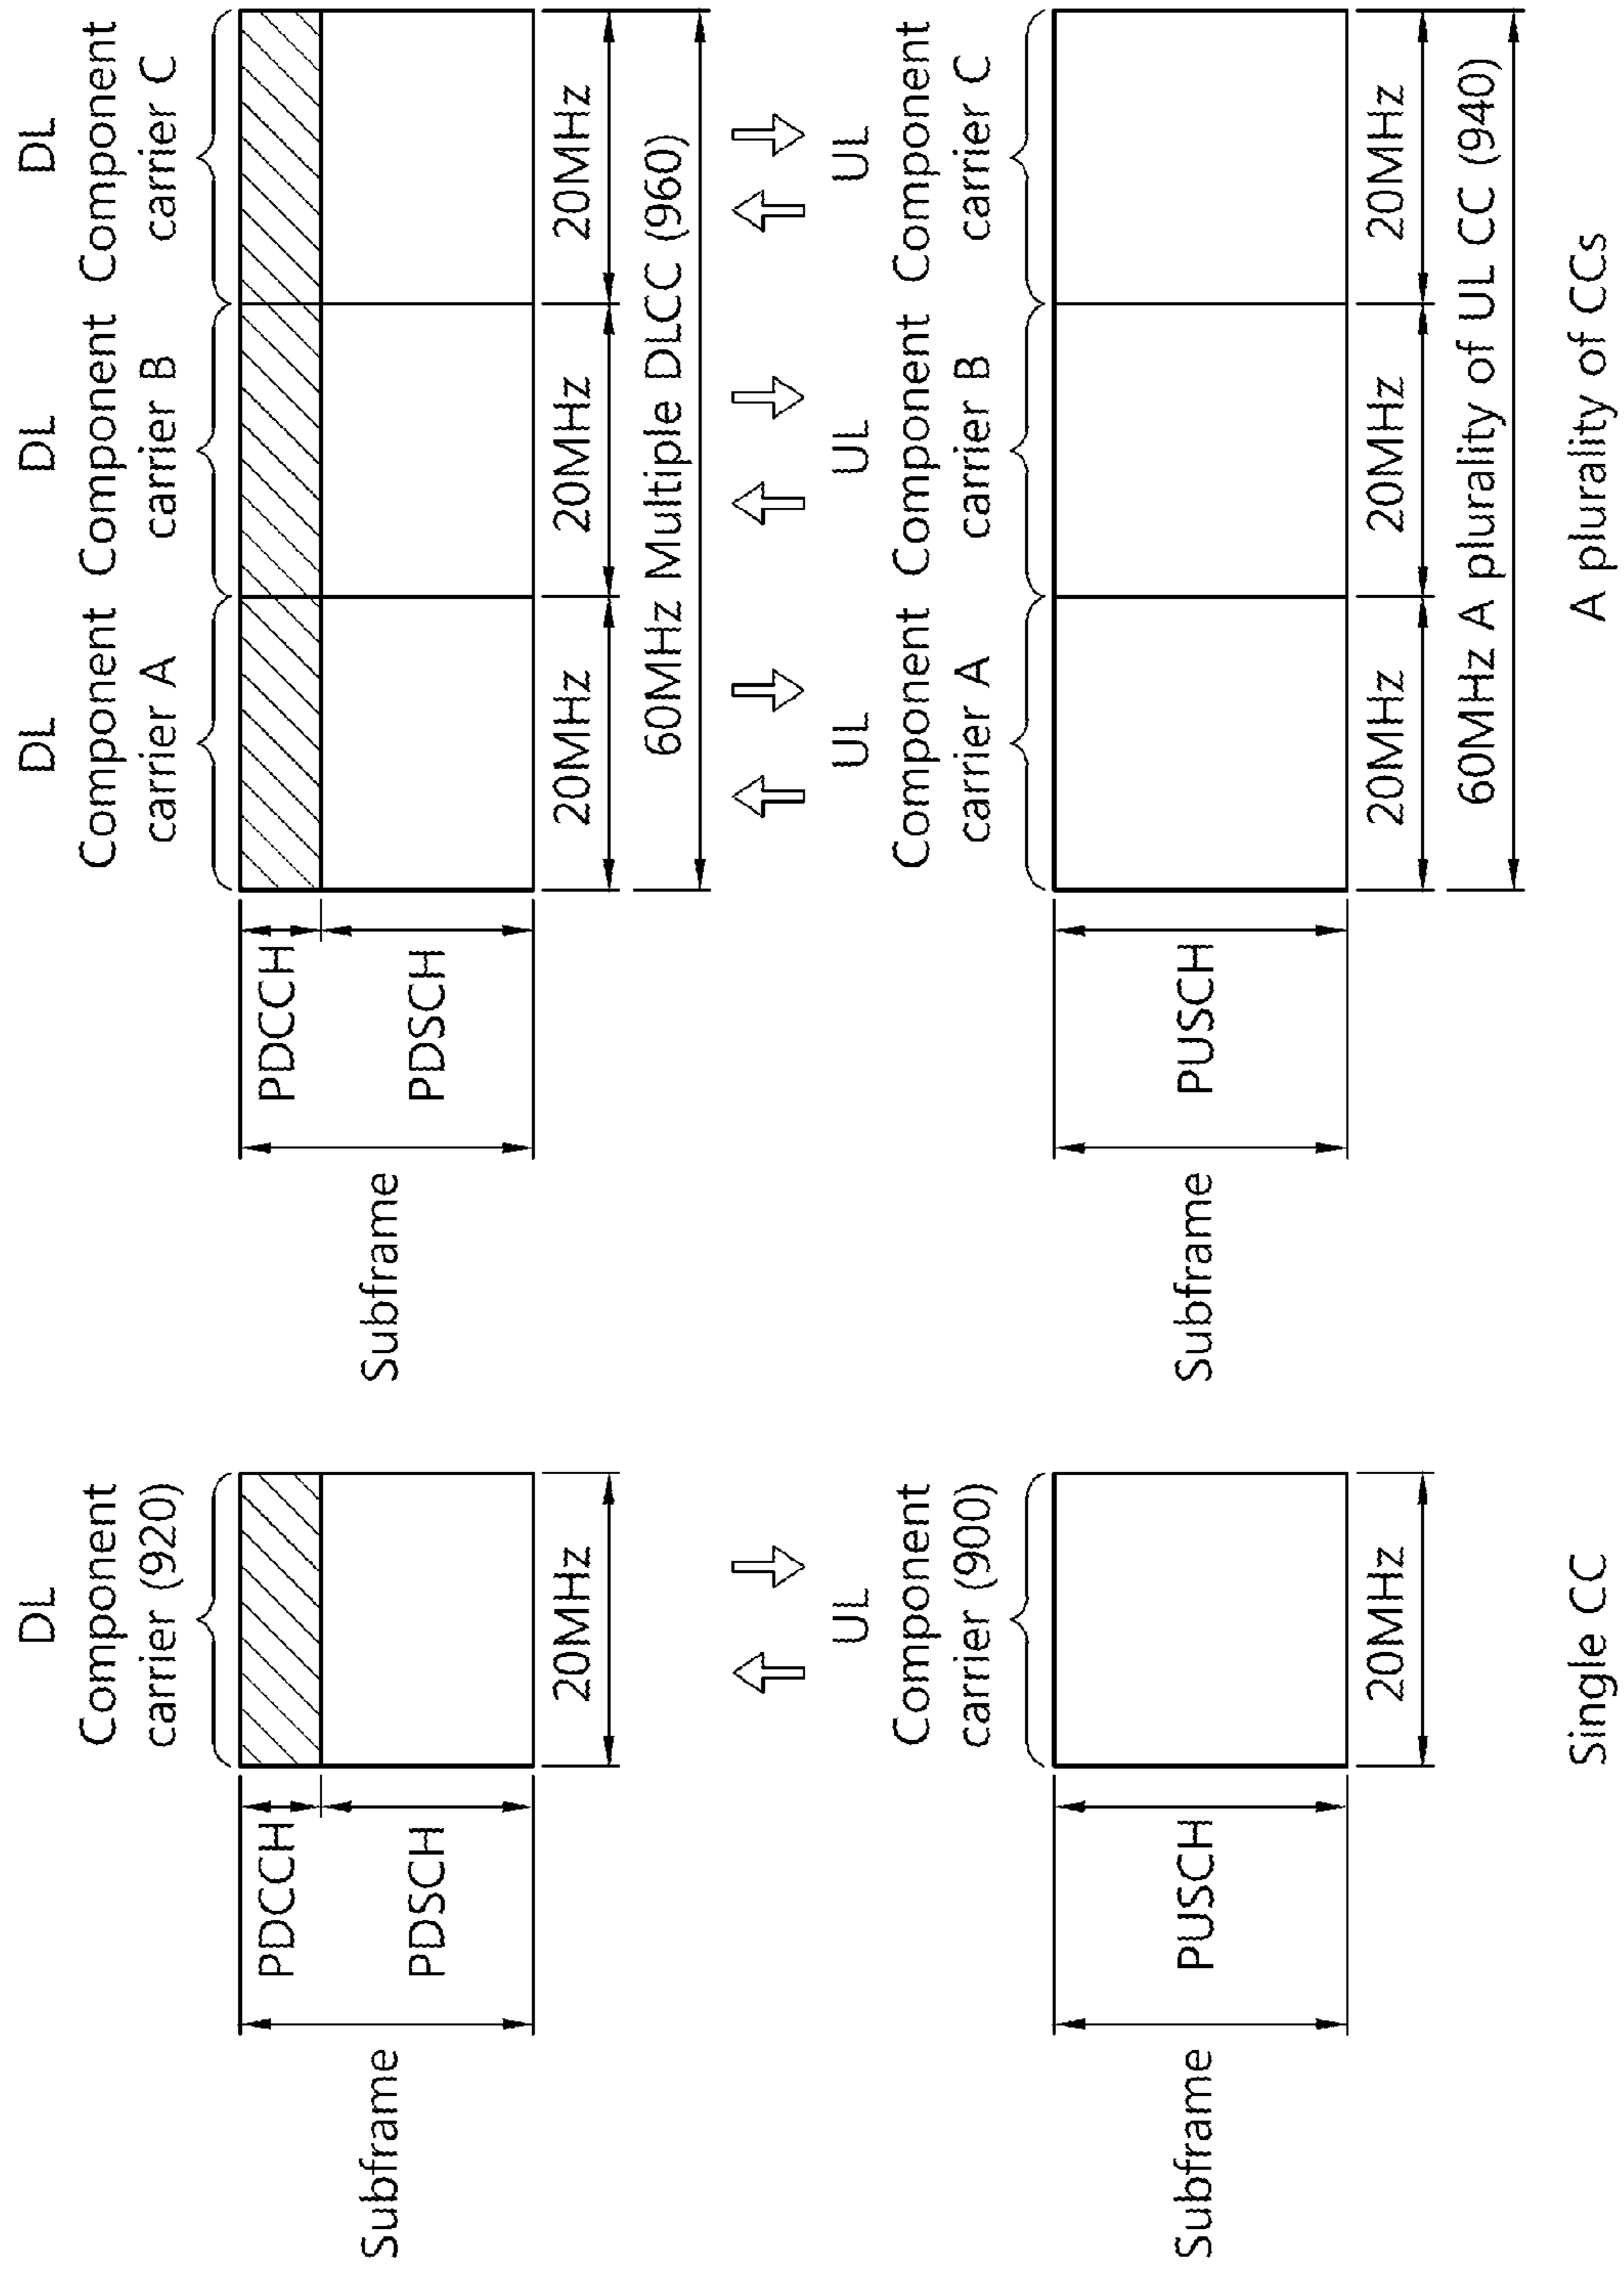 DL
Component
carrier (920)
PDCCH
PDSCH
Subframe
20MHz
UL
Component
carrier (900)
PUSCH
Subframe
20MHz
Single CC
DL
Component
carrier A
DL
Component
carrier B
DL
Component
carrier C
PDCCH
PDSCH
Subframe
20MHz
20MHz
20MHz
60MHz Multiple DLCC (960)
UL
Component
carrier A
UL
Component
carrier B
UL
Component
carrier C
PUSCH
Subframe
20MHz
20MHz
20MHz
60MHz A plurality of UL CC (940)
A plurality of CCs